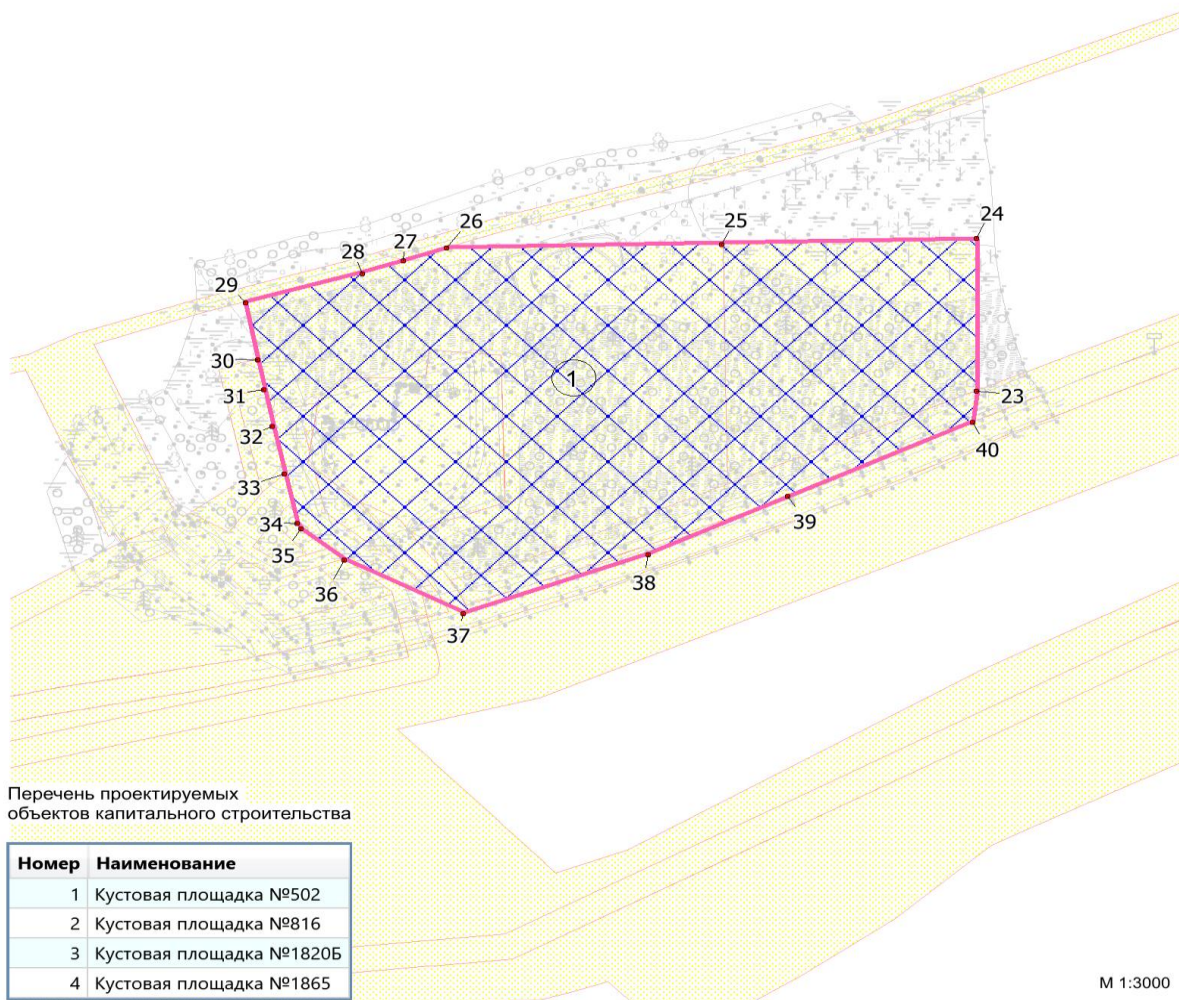 24
25
26
27
28
29
30
31
32
33
34
35
36
37
38
39
40
23
1
Перечень проектируемых
объектов капитального строительства
Номер Наименование
1 Кустовая площадка №502
2 Кустовая площадка №816
3 Кустовая площадка №1820Б
4 Кустовая площадка №1865
М 1:3000